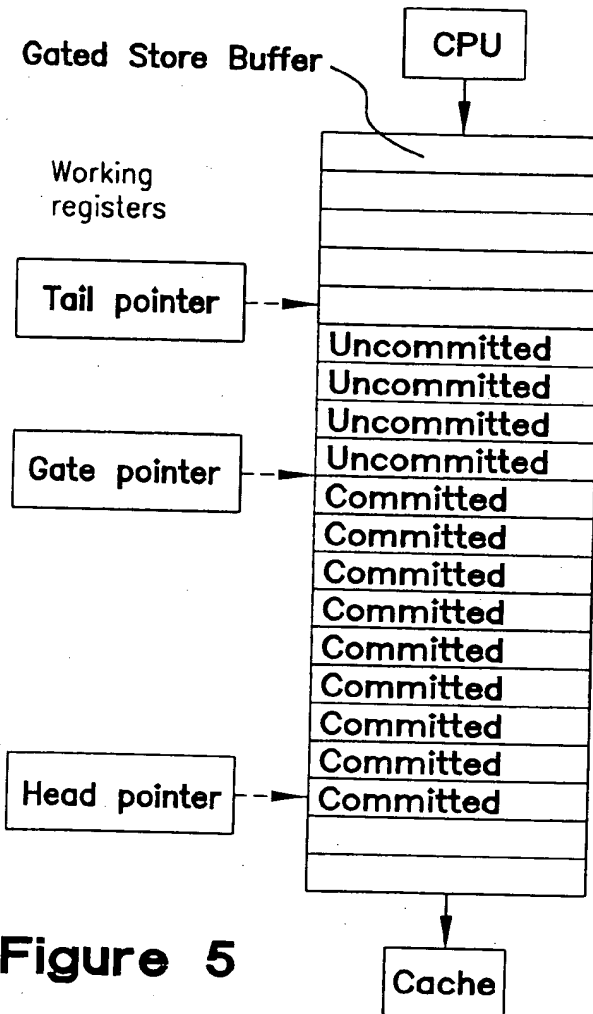 CPU
Gated Store Buffer
Working
registers
Tail pointer
Uncommitted
Uncommitted
Uncommitted
Uncommitted
Gate pointer
Committed
Committed
Committed
Committed
Committed
Committed
Committed
Committed
Committed
Head pointer
Figure 5
Cache